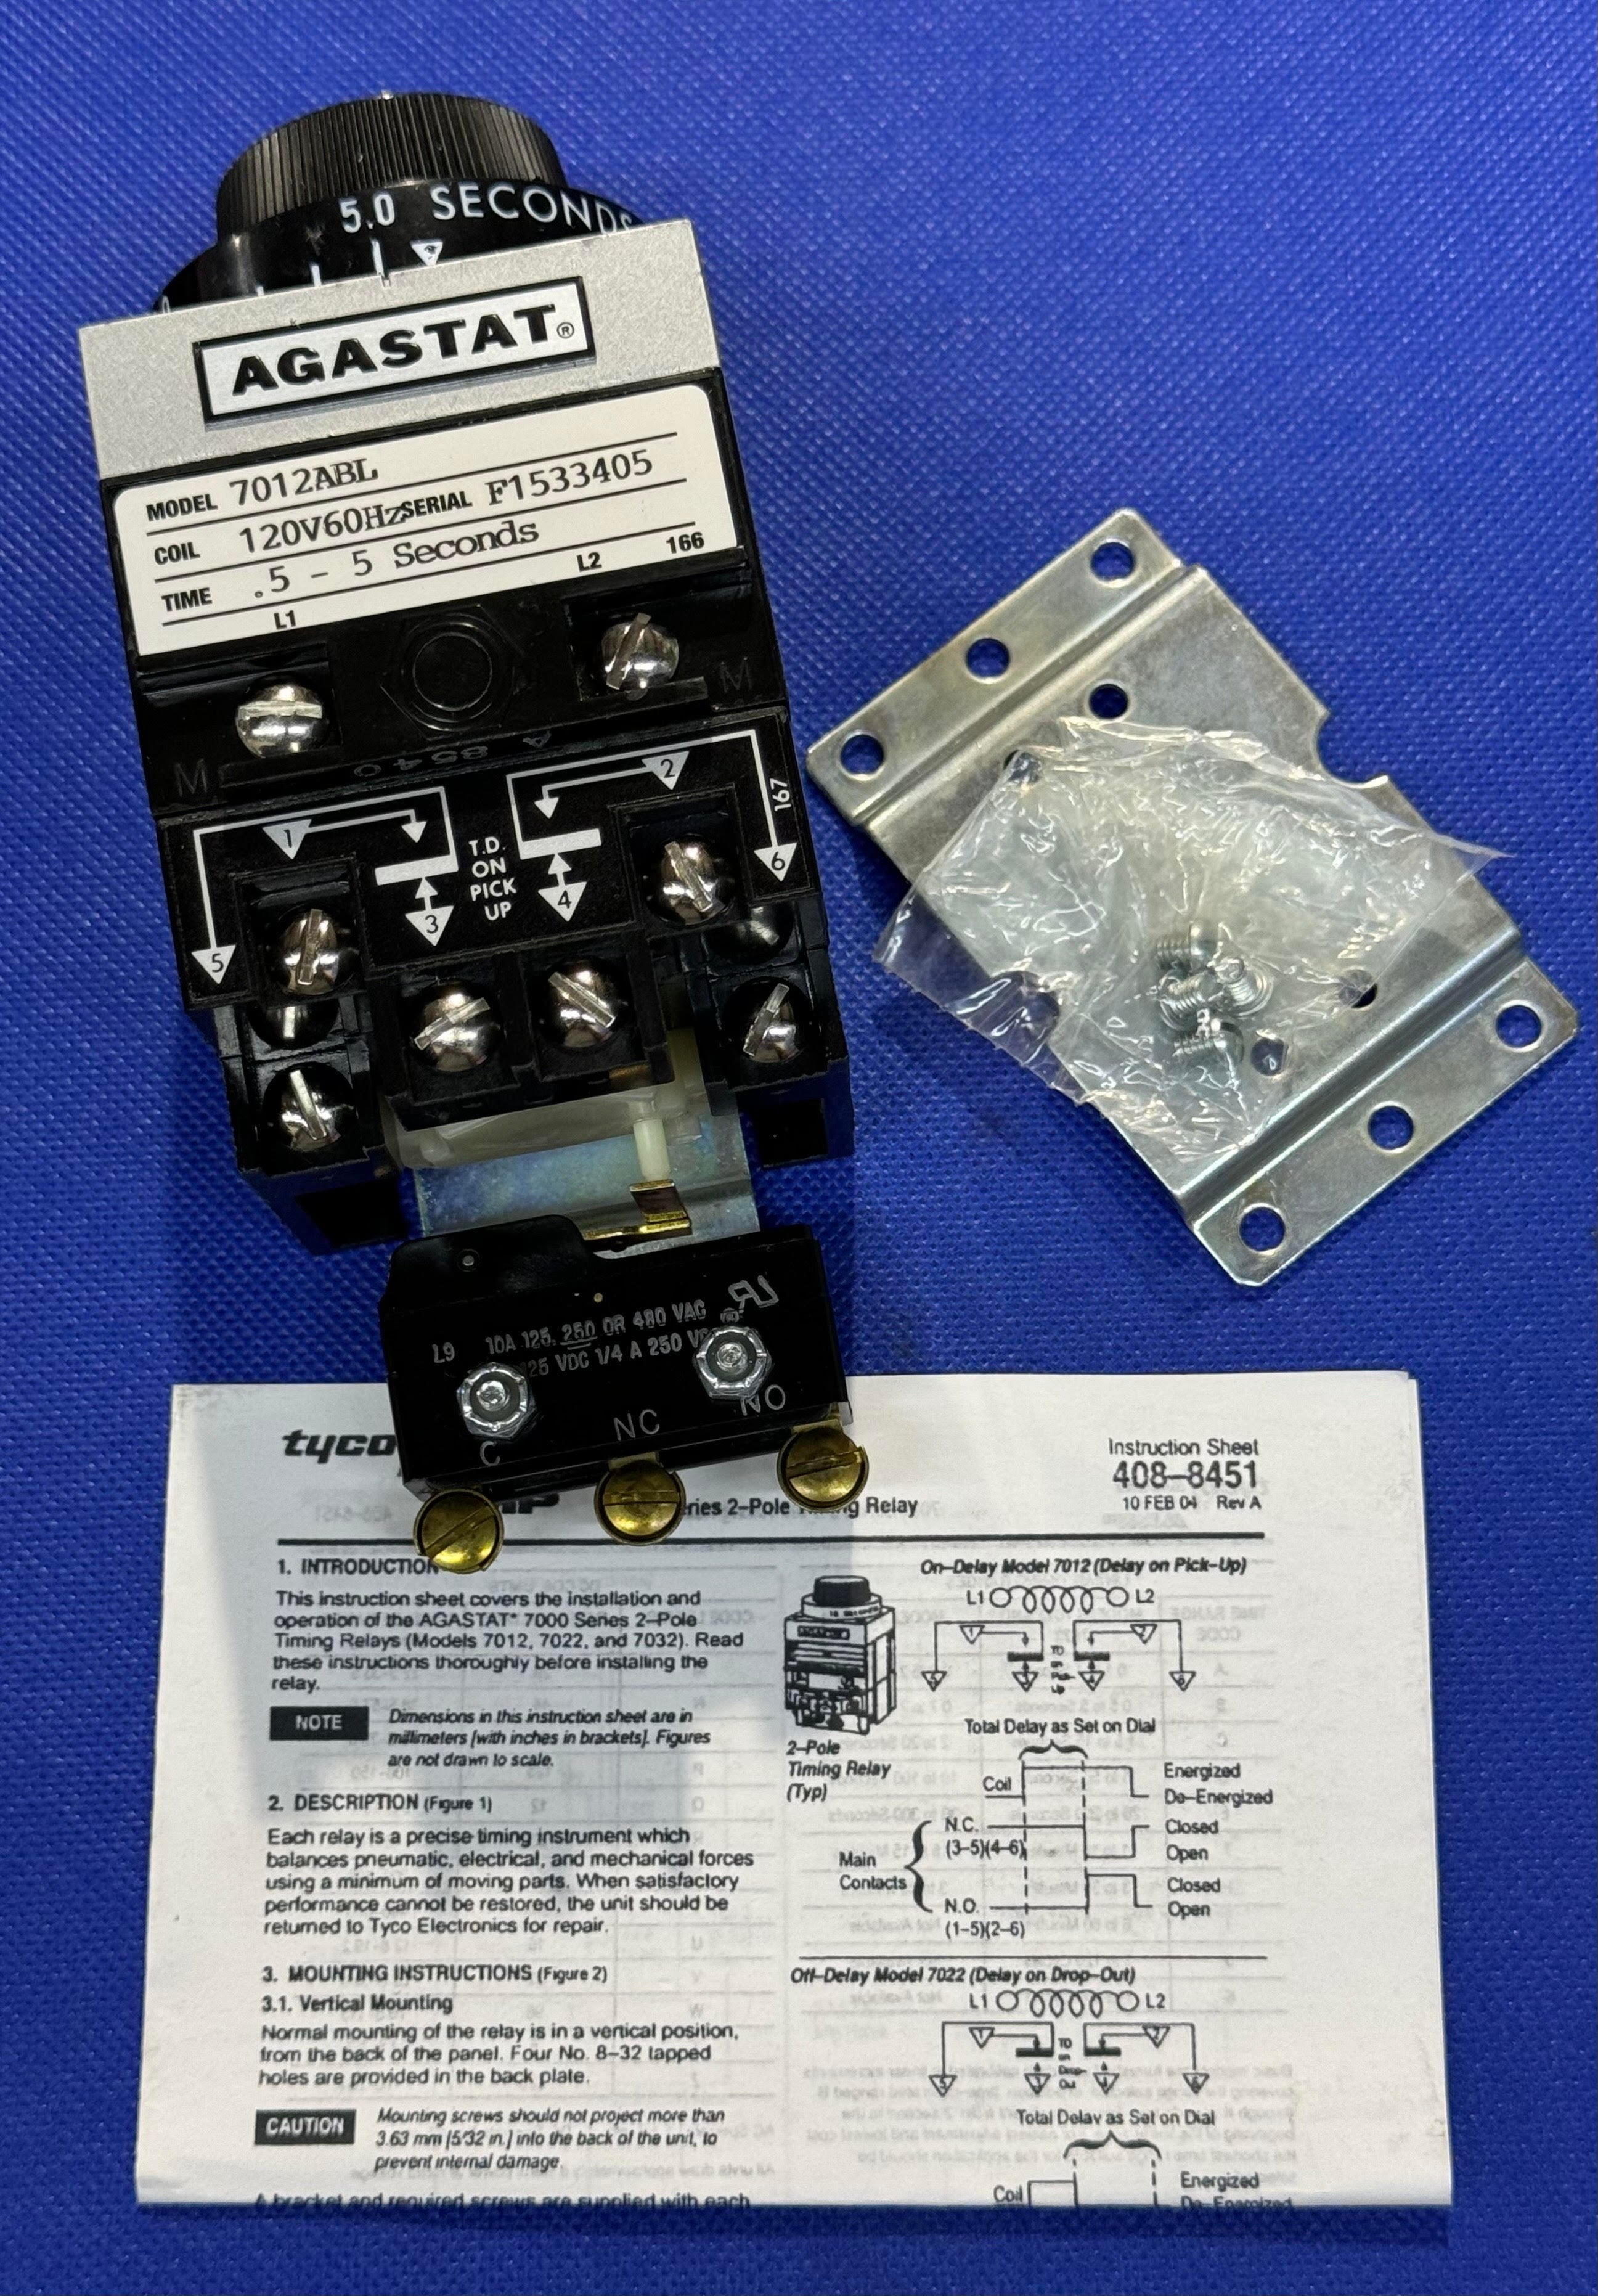 5.0 SECONDS
AGASTAT®
MODEL 7012ABL
COIL 120V60Hz SERIAL F1533405
TIME .5 - 5 Seconds
L1 L2 166
M M
A 8540
1 2
167
T.D.
ON
PICK
UP
3 4
5 6
L9 10A 125, 250 OR 480 VAC
VDC 1/4 A 250
C NC NO
tyco
Instruction Sheet
408-8451
10 FEB 04 Rev A
2-Pole Relay
1. INTRODUCTION
This instruction sheet covers the installation and
operation of the AGASTAT* 7000 Series 2-Pole
Timing Relays (Models 7012, 7022, and 7032). Read
these instructions thoroughly before installing the
relay.
NOTE
Dimensions in this instruction sheet are in
millimeters [with inches in brackets]. Figures
are not drawn to scale.
2. DESCRIPTION (Figure 1)
Each relay is a precise timing instrument which
balances pneumatic, electrical, and mechanical forces
using a minimum of moving parts. When satisfactory
performance cannot be restored, the unit should be
returned to Tyco Electronics for repair.
3. MOUNTING INSTRUCTIONS (Figure 2)
3.1. Vertical Mounting
Normal mounting of the relay is in a vertical position,
from the back of the panel. Four No. 8-32 tapped
holes are provided in the back plate.
CAUTION
Mounting screws should not project more than
3.63 mm [5/32 in.] into the back of the unit, to
prevent internal damage.
A bracket and required screws are supplied with each
On-Delay Model 7012 (Delay on Pick-Up)
L1 L2
2-Pole
Timing Relay
(Typ)
Total Delay as Set on Dial
Coil
Energized
De-Energized
Main
Contacts
N.C.
(3-5)(4-6)
Closed
Open
N.O.
(1-5)(2-6)
Closed
Open
Off-Delay Model 7022 (Delay on Drop-Out)
L1 L2
Total Delay as Set on Dial
Coil
Energized
De-Energized